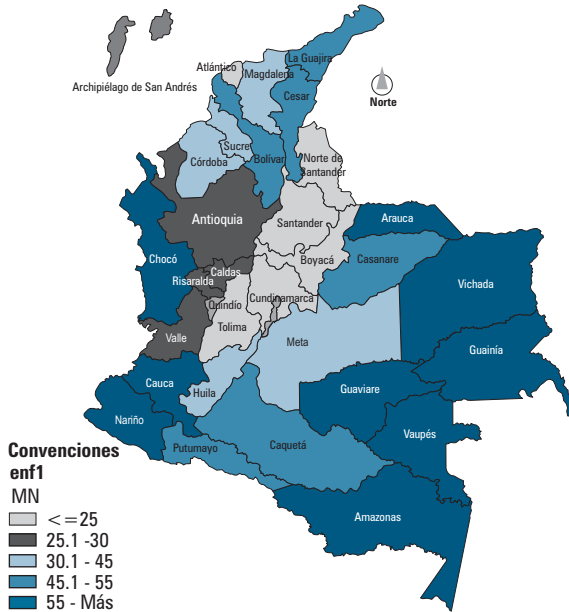 La Guajira
Atlántico
Magdalena
Archipiélago de San Andrés
Cesar
Norte
Sucre
Córdoba
Bolívar
Norte de
Santander
Antioquia
Santander
Arauca
Chocó
Boyacá
Casanare
Caldas
Risaralda
Vichada
Quindío
Cundinamarca
Tolima
Valle
Meta
Guainía
Cauca
Huila
Guaviare
Nariño
Vaupés
Putumayo
Caquetá
Amazonas
Convenciones
enf1
MN
<=25
25.1 -30
30.1 - 45
45.1 - 55
55 - Más